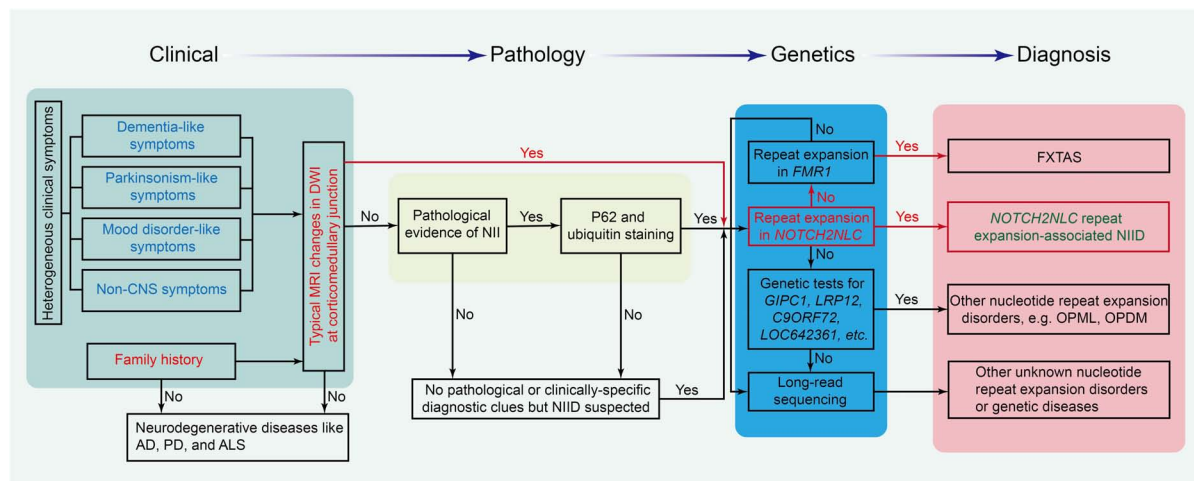 Clinical
Pathology
Genetics
Diagnosis
Heterogeneous clinical symptoms
Dementia-like
symptoms
Parkinsonism-like
symptoms
Mood disorder-like
symptoms
Non-CNS symptoms
Family history
No
Typical MRI changes in DWI
at corticomedullary junction
No
Neurodegenerative diseases like
AD, PD, and ALS
Yes
No
Pathological
evidence of NII
Yes
P62 and
ubiquitin staining
Yes
No
No
No pathological or clinically-specific
diagnostic clues but NIID suspected
Yes
No
Repeat expansion
in FMR1
Yes
No
Repeat expansion
in NOTCH2NLC
Yes
No
Genetic tests for
GIPC1, LRP12,
C9ORF72,
LOC642361, etc.
Yes
No
Long-read
sequencing
FXTAS
NOTCH2NLC repeat
expansion-associated NIID
Other nucleotide repeat expansion
disorders, e.g. OPML, OPDM
Other unknown nucleotide
repeat expansion disorders
or genetic diseases